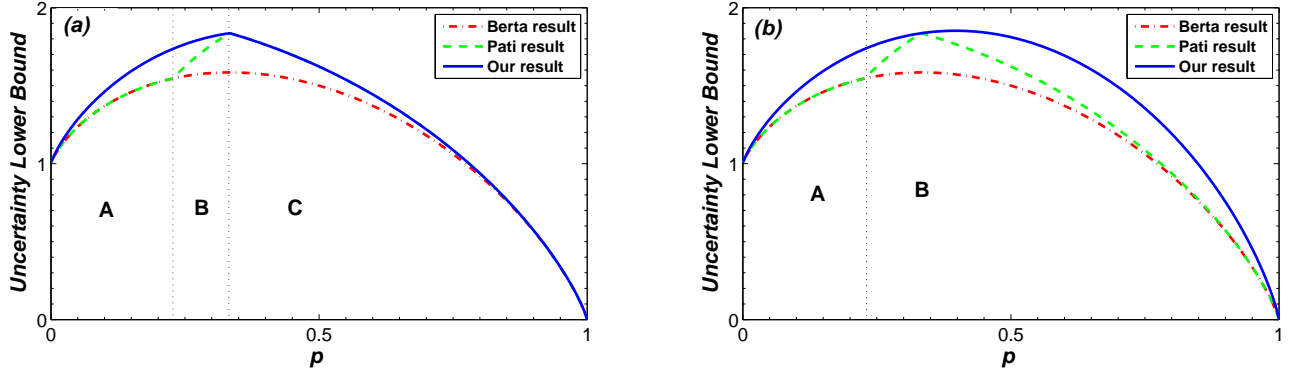 (a)
Berta result
Pati result
Our result
Uncertainty Lower Bound
2
1
0
A
B
C
0
0.5
1
p
(b)
Berta result
Pati result
Our result
Uncertainty Lower Bound
2
1
0
A
B
0
0.5
1
p